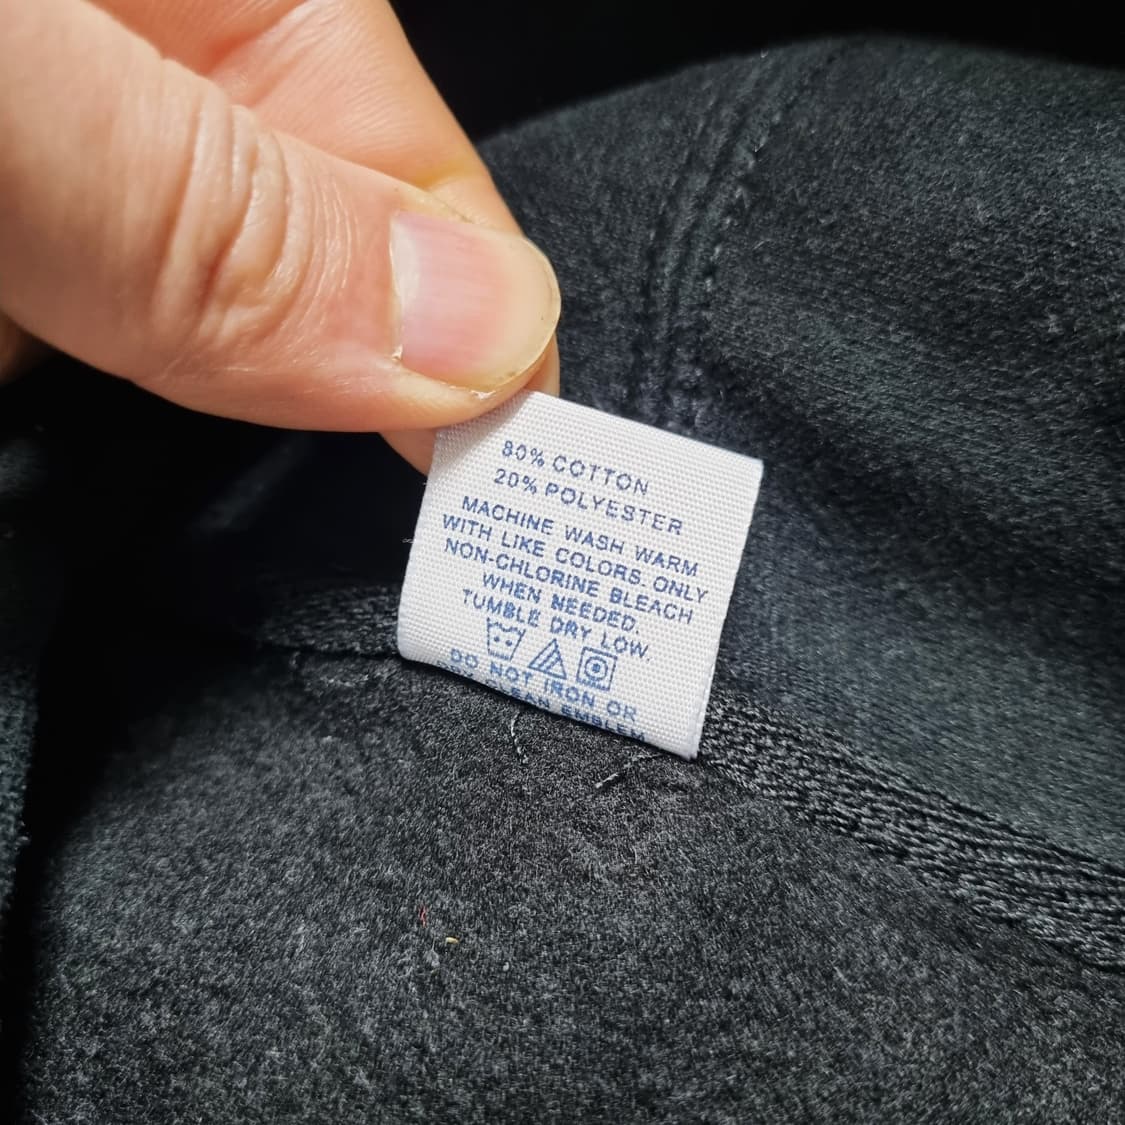 80% COTTON
20% POLYESTER
MACHINE WASH WARM
WITH LIKE COLORS. ONLY
NON-CHLORINE BLEACH
WHEN NEEDED.
TUMBLE DRY LOW.
DO NOT IRON OR
DRY CLEAN EMBLEM